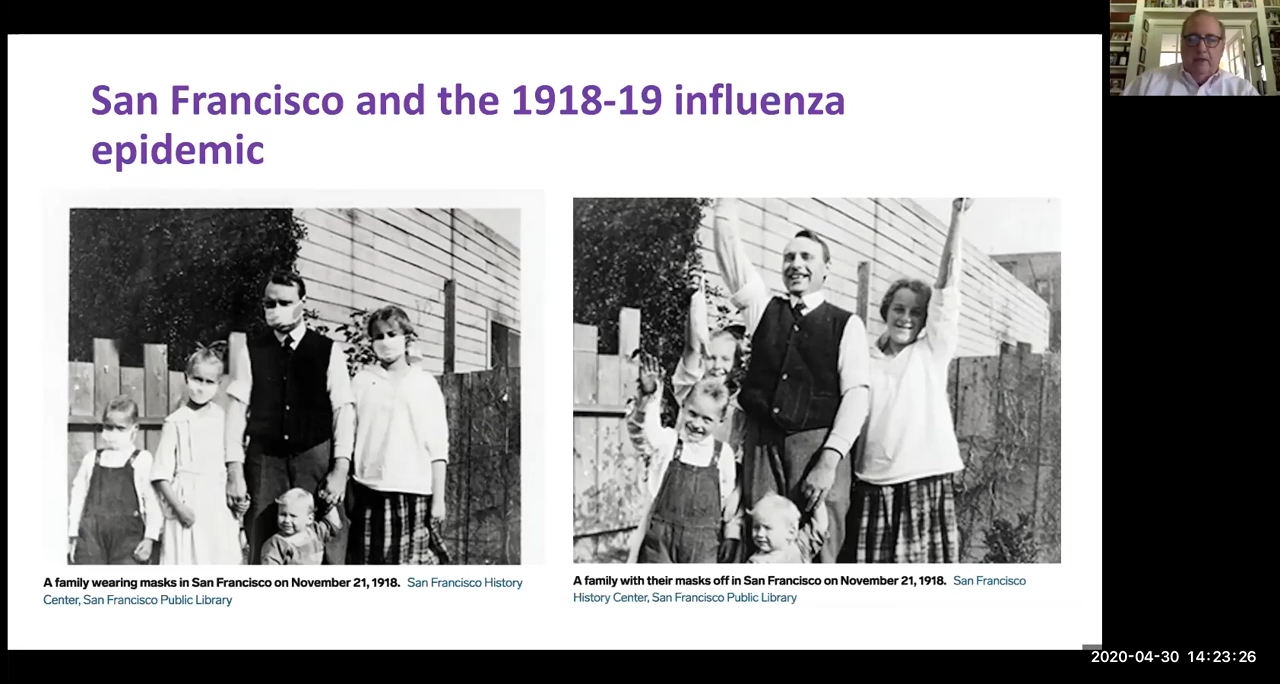 San Francisco and the 1918-19 influenza
epidemic
A family wearing masks in San Francisco on November 21, 1918. San Francisco History
Center, San Francisco Public Library
A family with their masks off in San Francisco on November 21, 1918. San Francisco
History Center, San Francisco Public Library
2020-04-30 14:23:26